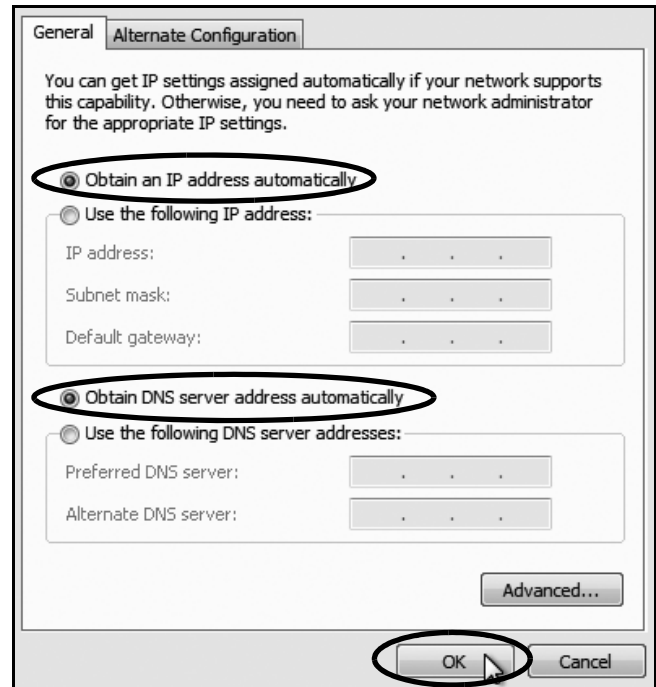 General
Alternate Configuration
You can get IP settings assigned automatically if your network supports
this capability. Otherwise, you need to ask your network administrator
for the appropriate IP settings.
Obtain an IP address automatically
Use the following IP address:
IP address:
Subnet mask:
Default gateway:
Obtain DNS server address automatically
Use the following DNS server addresses:
Preferred DNS server:
Alternate DNS server:
Advanced...
OK
Cancel